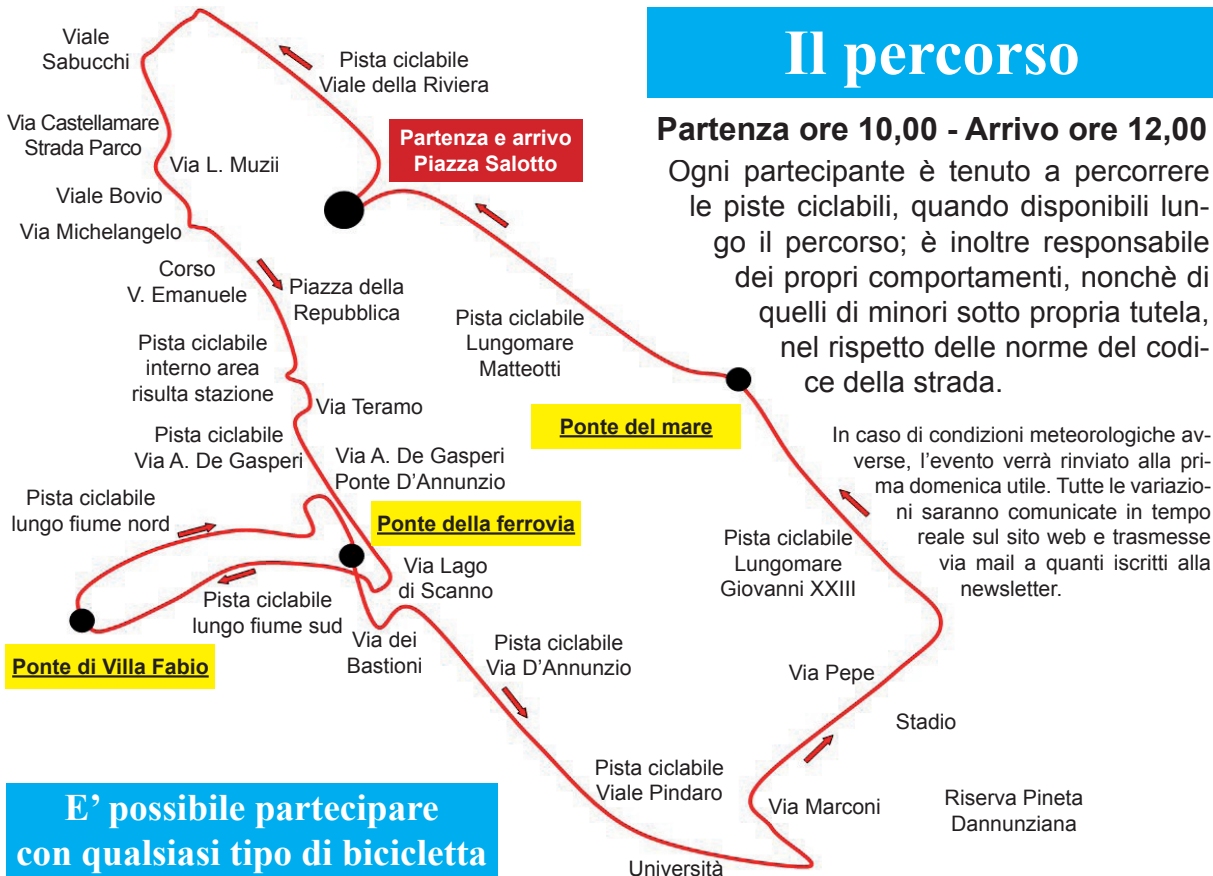 Il percorso
Partenza ore 10,00 - Arrivo ore 12,00
Ogni partecipante è tenuto a percorrere
le piste ciclabili, quando disponibili lun-
go il percorso; è inoltre responsabile
dei propri comportamenti, nonchè di
quelli di minori sotto propria tutela,
nel rispetto delle norme del codi-
ce della strada.
In caso di condizioni meteorologiche av-
verse, l'evento verrà rinviato alla pri-
ma domenica utile. Tutte le variazio-
ni saranno comunicate in tempo
reale sul sito web e trasmesse
via mail a quanti iscritti alla
newsletter.
Partenza e arrivo
Piazza Salotto
Pista ciclabile
Viale della Riviera
Viale
Sabucchi
Via Castellamare
Strada Parco
Via L. Muzii
Viale Bovio
Via Michelangelo
Corso
V. Emanuele
Piazza della
Repubblica
Pista ciclabile
interno area
risulta stazione
Via Teramo
Pista ciclabile
Via A. De Gasperi
Via A. De Gasperi
Ponte D'Annunzio
Via Lago
di Scanno
Pista ciclabile
lungo fiume sud
Ponte di Villa Fabio
Pista ciclabile
lungo fiume nord
Ponte della ferrovia
Via dei
Bastioni
Pista ciclabile
Via D'Annunzio
Pista ciclabile
Viale Pindaro
Università
Via Marconi
Riserva Pineta
Dannunziana
Stadio
Via Pepe
Pista ciclabile
Lungomare
Giovanni XXIII
Ponte del mare
Pista ciclabile
Lungomare
Matteotti
E' possibile partecipare
con qualsiasi tipo di bicicletta